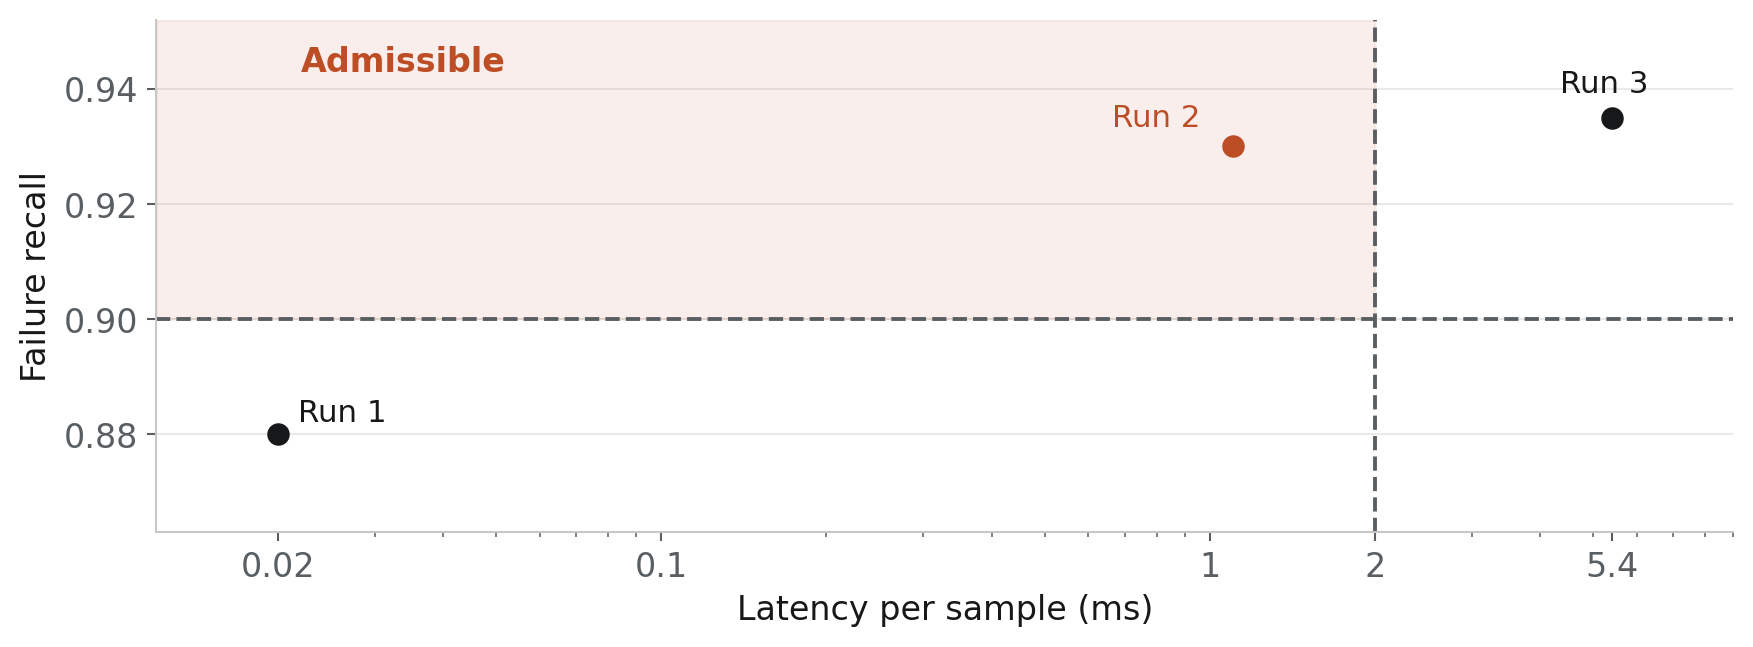 Admissible
Run 3
Run 2
Run 1
0.94
0.92
0.90
0.88
Failure recall
0.02
0.1
1
2
5.4
Latency per sample (ms)